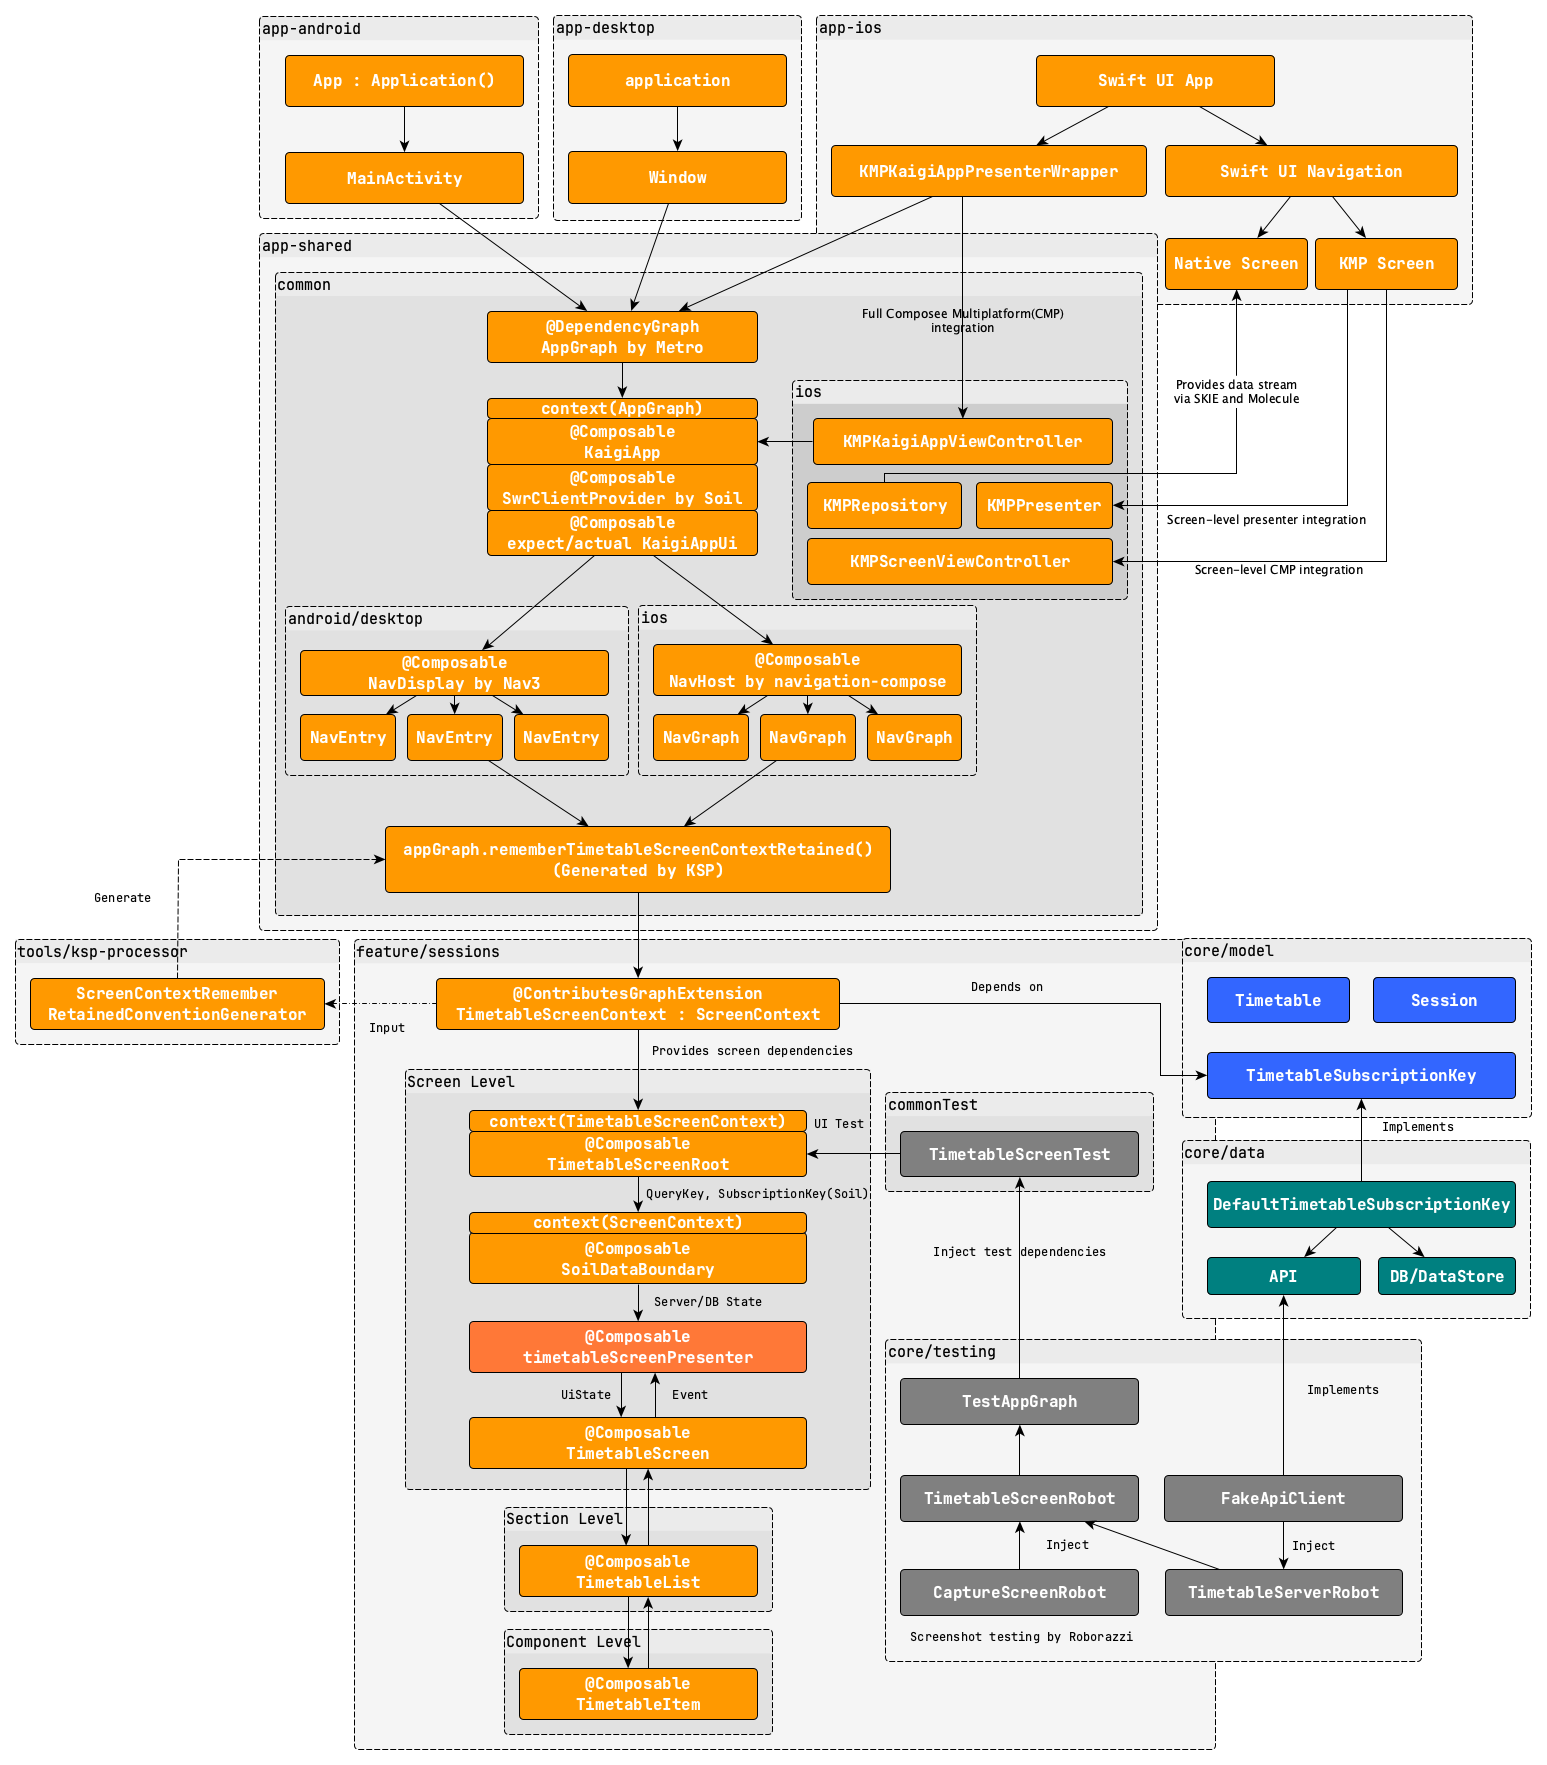 app-android
App : Application()
MainActivity
app-desktop
application
Window
app-ios
Swift UI App
KMPKaigiAppPresenterWrapper
Swift UI Navigation
Native Screen
KMP Screen
app-shared
common
@DependencyGraph
AppGraph by Metro
Full Composee Multiplatform(CMP)
integration
context(AppGraph)
@Composable
KaigiApp
@Composable
SwrClientProvider by Soil
@Composable
expect/actual KaigiAppUi
ios
KMPKaigiAppViewController
KMPRepository
KMPPresenter
KMPScreenViewController
Provides data stream
via SKIE and Molecule
Screen-level presenter integration
Screen-level CMP integration
android/desktop
@Composable
NavDisplay by Nav3
NavEntry
NavEntry
NavEntry
ios
@Composable
NavHost by navigation-compose
NavGraph
NavGraph
NavGraph
appGraph.rememberTimetableScreenContextRetained()
(Generated by KSP)
Generate
tools/ksp-processor
ScreenContextRemember
RetainedConventionGenerator
Input
feature/sessions
@ContributesGraphExtension
TimetableScreenContext : ScreenContext
Depends on
Provides screen dependencies
Screen Level
context(TimetableScreenContext)
@Composable
TimetableScreenRoot
UI Test
QueryKey, SubscriptionKey(Soil)
context(ScreenContext)
@Composable
SoilDataBoundary
Server/DB State
@Composable
timetableScreenPresenter
UiState
Event
@Composable
TimetableScreen
Section Level
@Composable
TimetableList
Component Level
@Composable
TimetableItem
commonTest
TimetableScreenTest
Inject test dependencies
core/model
Timetable
Session
TimetableSubscriptionKey
Implements
core/data
DefaultTimetableSubscriptionKey
API
DB/DataStore
core/testing
TestAppGraph
Implements
TimetableScreenRobot
FakeApiClient
Inject
Inject
CaptureScreenRobot
TimetableServerRobot
Screenshot testing by Roborazzi